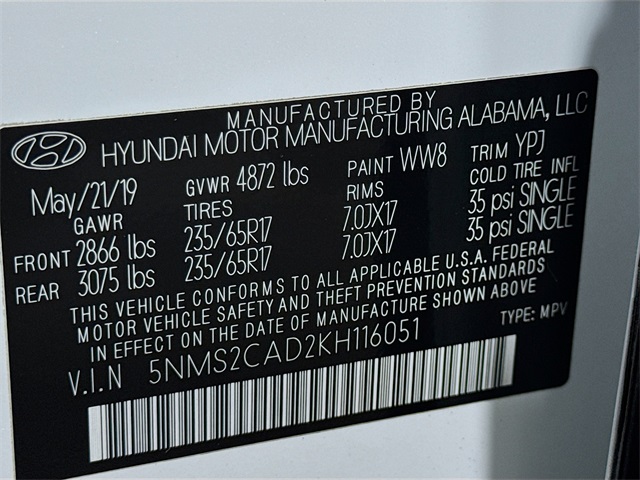 MANUFACTURED BY
HYUNDAI MOTOR MANUFACTURING ALABAMA, LLC
May/21/19 GVWR 4872 lbs PAINT WW8 TRIM YPJ
GAWR TIRES RIMS COLD TIRE INFL
FRONT 2866 lbs 235/65R17 7.0JX17 35 psi SINGLE
REAR 3075 lbs 235/65R17 7.0JX17 35 psi SINGLE
THIS VEHICLE CONFORMS TO ALL APPLICABLE U.S.A. FEDERAL
MOTOR VEHICLE SAFETY AND THEFT PREVENTION STANDARDS
IN EFFECT ON THE DATE OF MANUFACTURE SHOWN ABOVE
V.I.N 5NMS2CAD2KH116051 TYPE: MPV